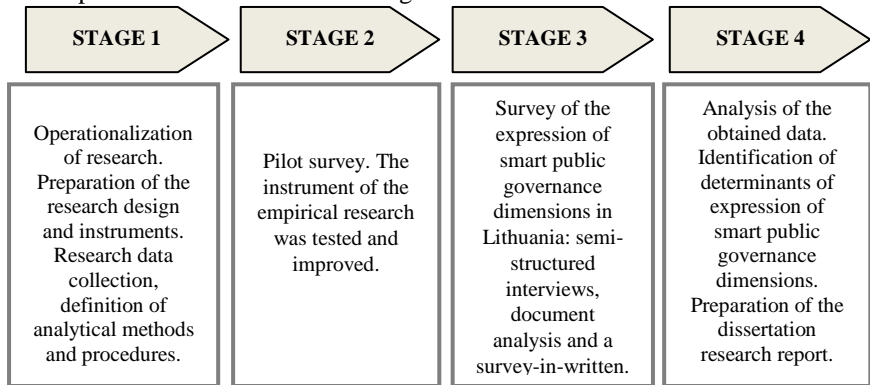 STAGE 1
STAGE 2
STAGE 3
STAGE 4
Operationalization
of research.
Preparation of the
research design
and instruments.
Research data
collection,
definition of
analytical methods
and procedures.
Pilot survey. The
instrument of the
empirical research
was tested and
improved.
Survey of the
expression of
smart public
governance
dimensions in
Lithuania: semi-
structured
interviews,
document
analysis and a
survey-in-written.
Analysis of the
obtained data.
Identification of
determinants of
expression of
smart public
governance
dimensions.
Preparation of the
dissertation
research report.